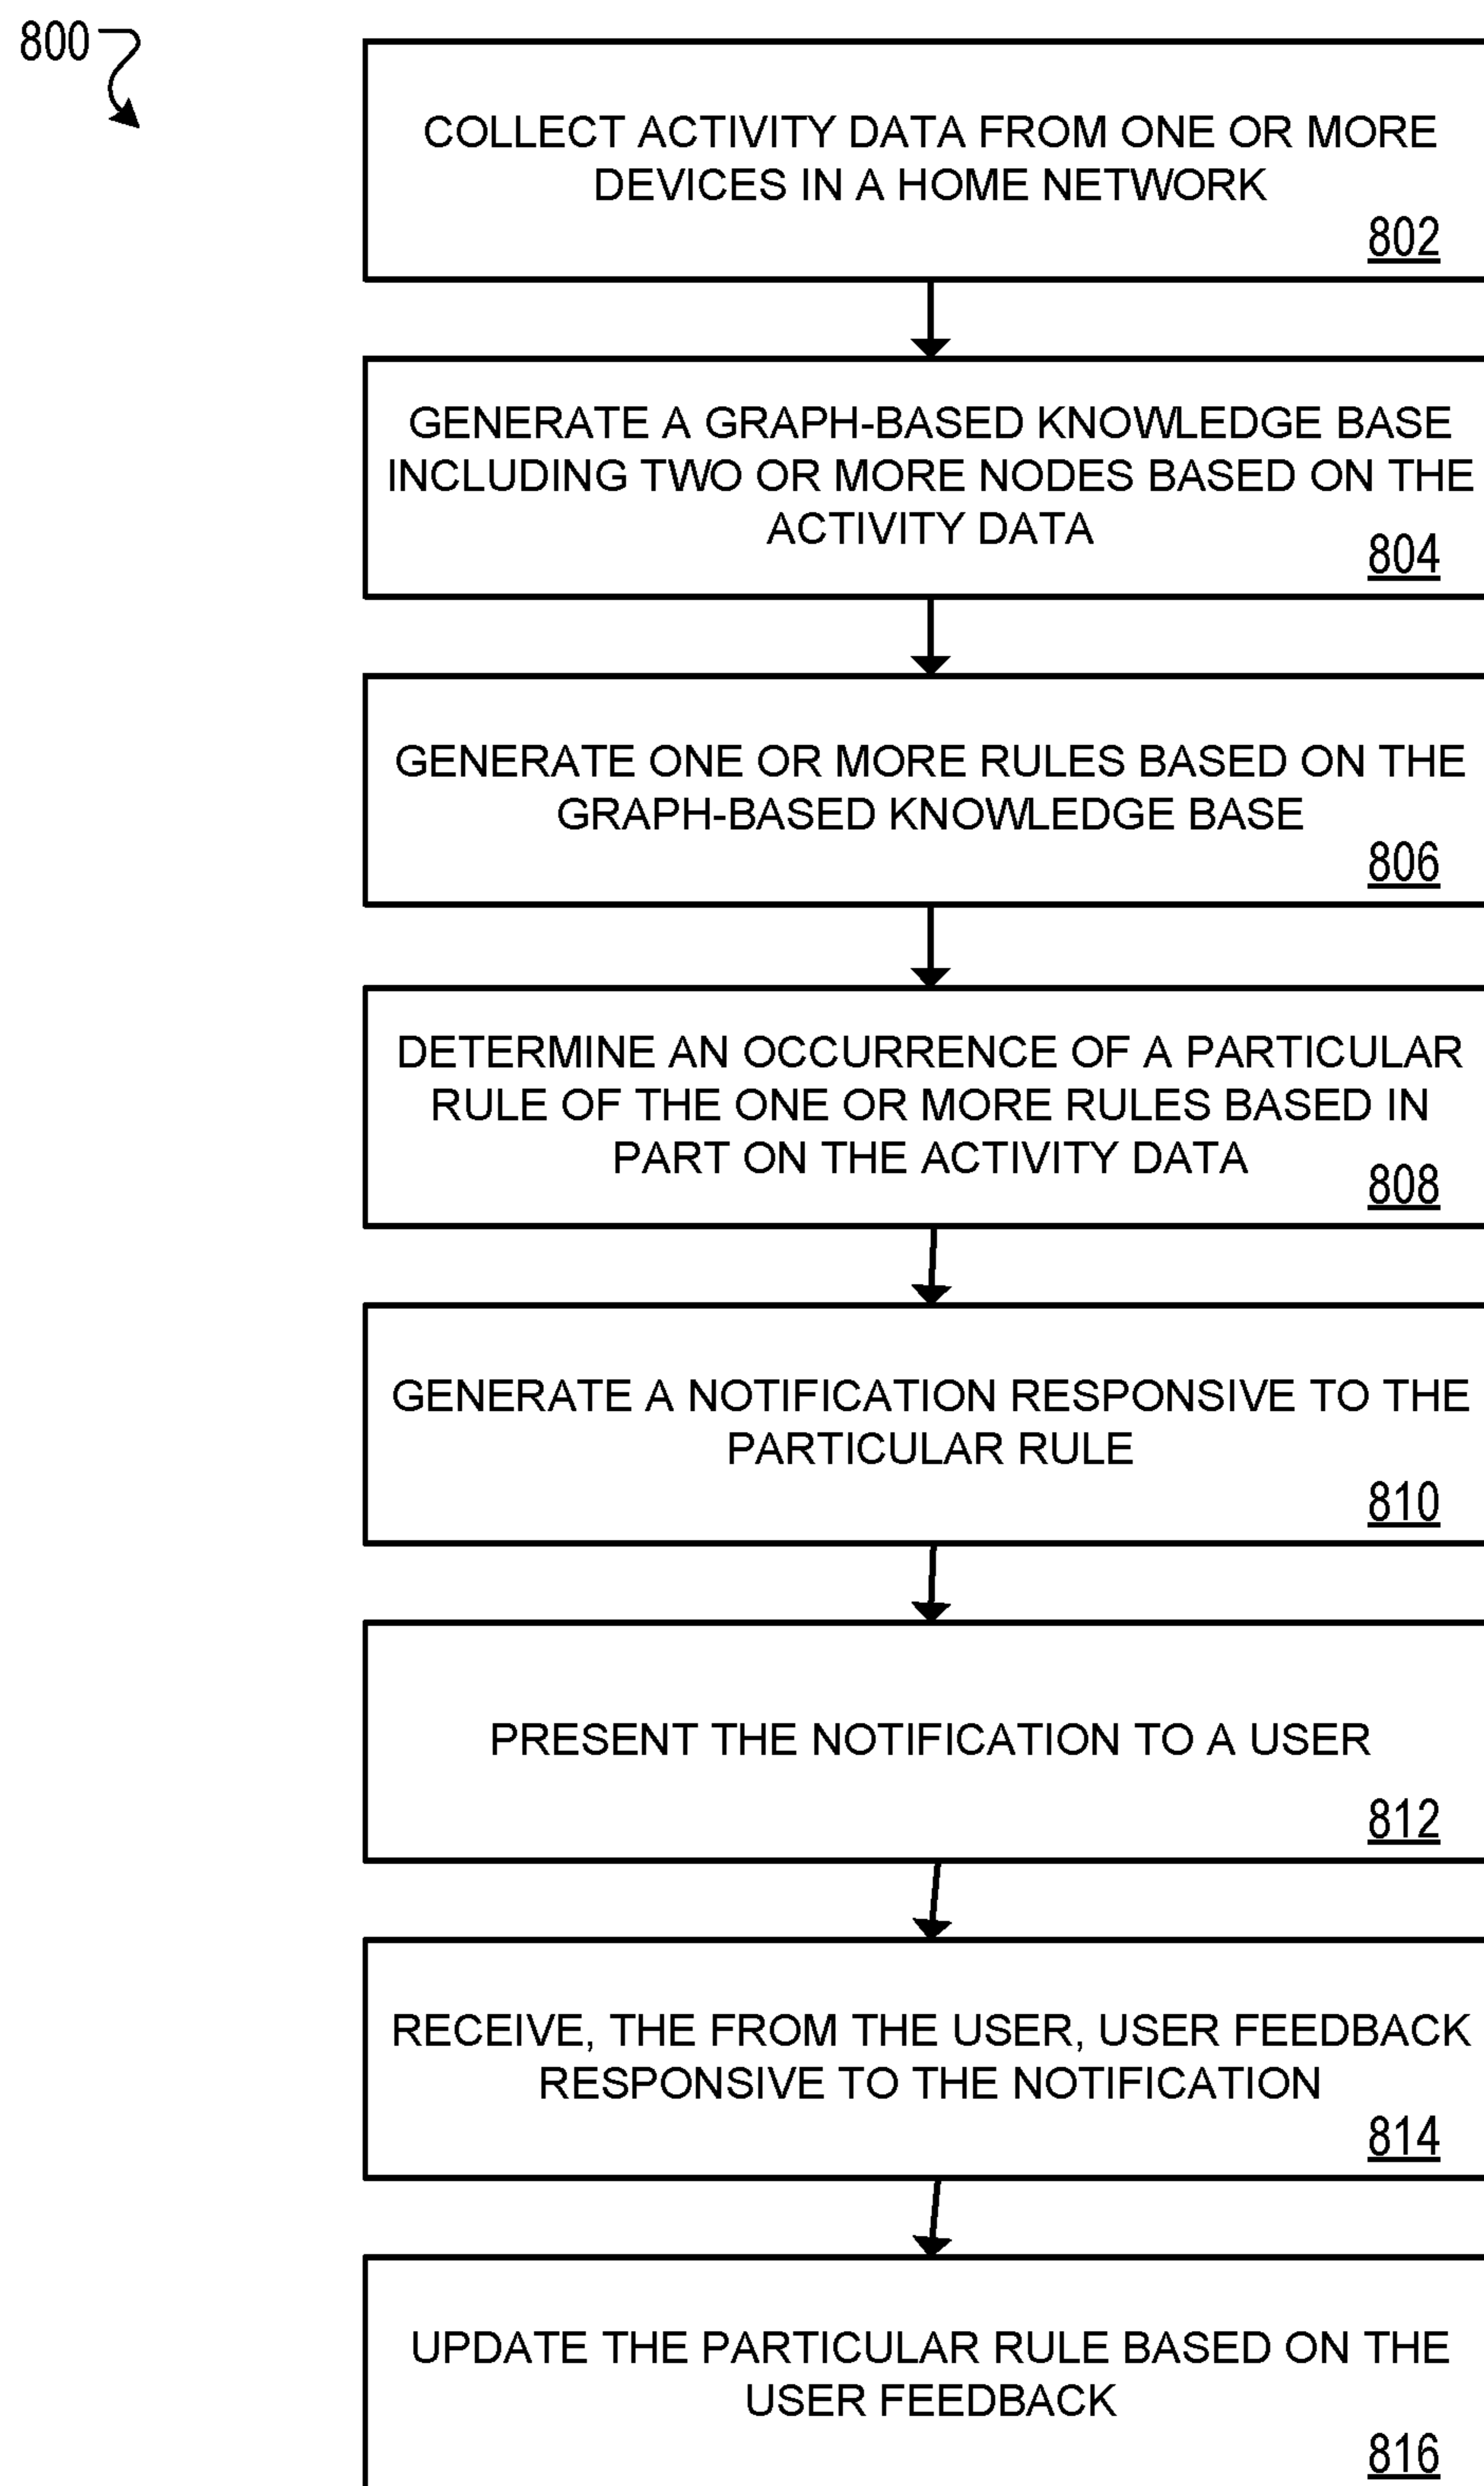 800
COLLECT ACTIVITY DATA FROM ONE OR MORE
DEVICES IN A HOME NETWORK
802
GENERATE A GRAPH-BASED KNOWLEDGE BASE
INCLUDING TWO OR MORE NODES BASED ON THE
ACTIVITY DATA
804
GENERATE ONE OR MORE RULES BASED ON THE
GRAPH-BASED KNOWLEDGE BASE
806
DETERMINE AN OCCURRENCE OF A PARTICULAR
RULE OF THE ONE OR MORE RULES BASED IN
PART ON THE ACTIVITY DATA
808
GENERATE A NOTIFICATION RESPONSIVE TO THE
PARTICULAR RULE
810
PRESENT THE NOTIFICATION TO A USER
812
RECEIVE, THE FROM THE USER, USER FEEDBACK
RESPONSIVE TO THE NOTIFICATION
814
UPDATE THE PARTICULAR RULE BASED ON THE
USER FEEDBACK
816